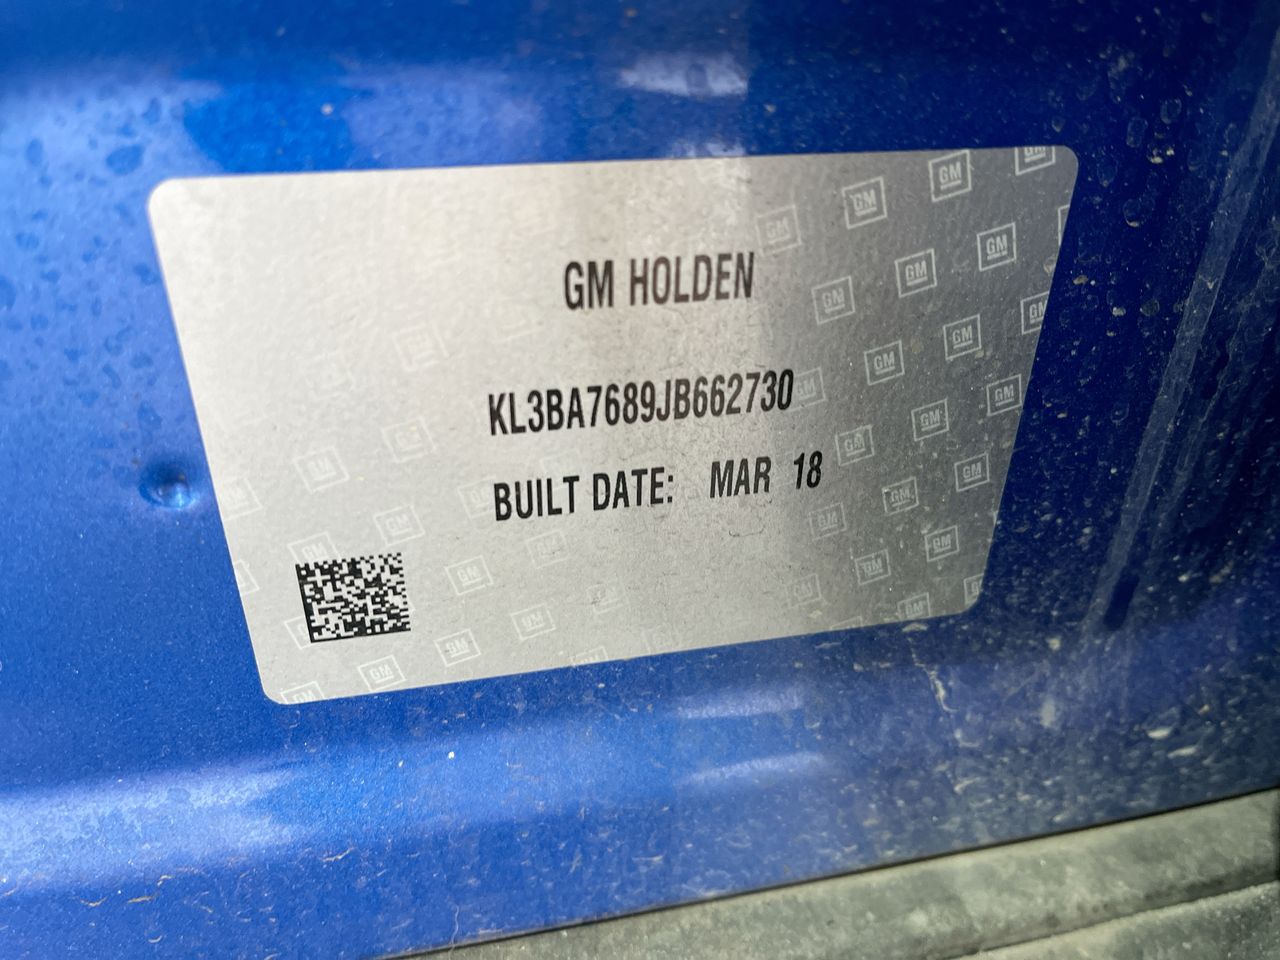 GM HOLDEN
KL3BA7689JB662730
BUILT DATE: MAR 18